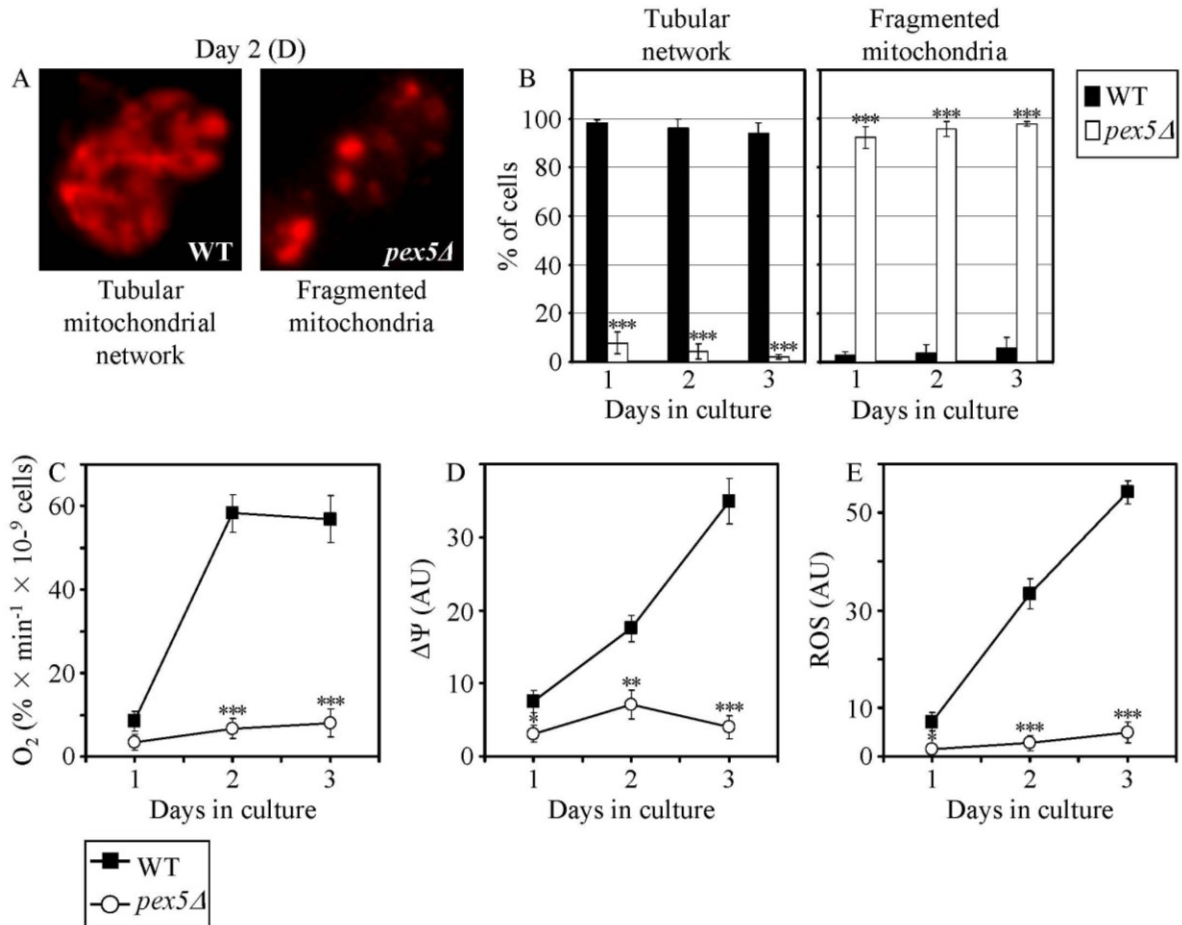 Day 2 (D)
A
WT
pex5Δ
Tubular
mitochondrial
network
Fragmented
mitochondria
B
Tubular
network
Fragmented
mitochondria
WT
pex5Δ
% of cells
100
80
60
40
20
0
***
***
***
***
***
***
1 2 3
Days in culture
1 2 3
Days in culture
C
O₂ (% × min⁻¹ × 10-⁹ cells)
60
40
20
0
***
***
1 2 3
Days in culture
D
ΔΨ (AU)
30
20
10
0
*
**
***
1 2 3
Days in culture
E
ROS (AU)
50
30
10
0
*
***
***
1 2 3
Days in culture
WT
pex5Δ